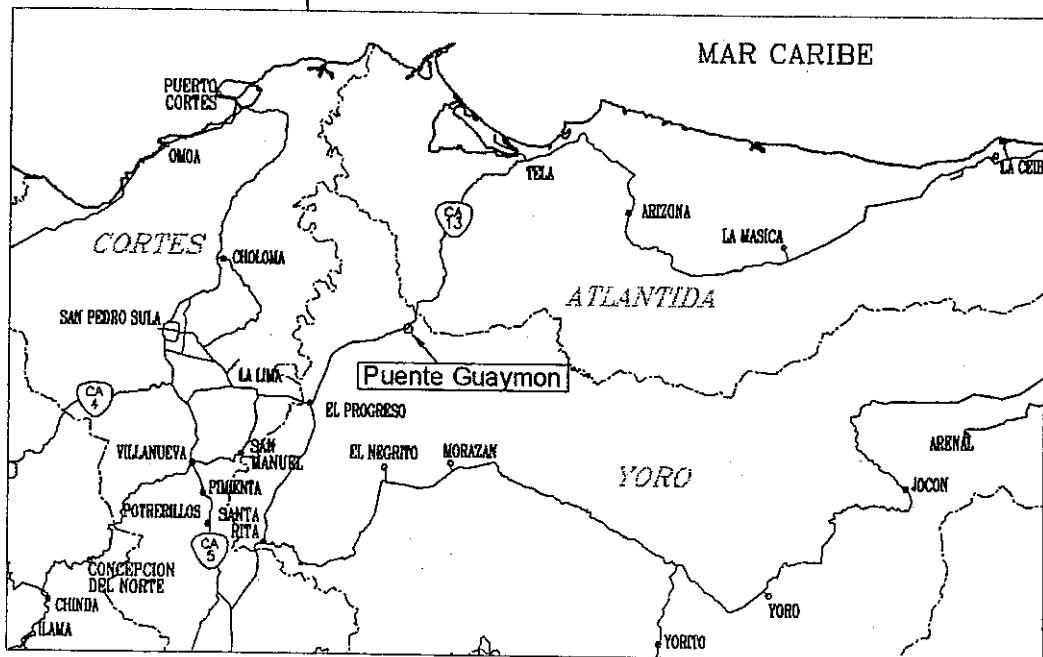 MAR CARIBE
PUERTO
CORTES
OMOA
TELA
LA CEIB
CA
13
ARIZONA
LA MASICA
CORTES
CHOLOMA
ATLANTIDA
SAN PEDRO SULA
LA LIMA
Puente Guaymon
CA
4
EL PROGRESO
VILLANUEVA
SAN
MANUEL
EL NEGRITO
MORAZAN
ARENAL
YORO
JOCON
PIMIENTA
POTRERILLOS
SANTA
RITA
CA
5
CONCEPCION
DEL NORTE
CHINDA
YORO
ILAMA
YORITO